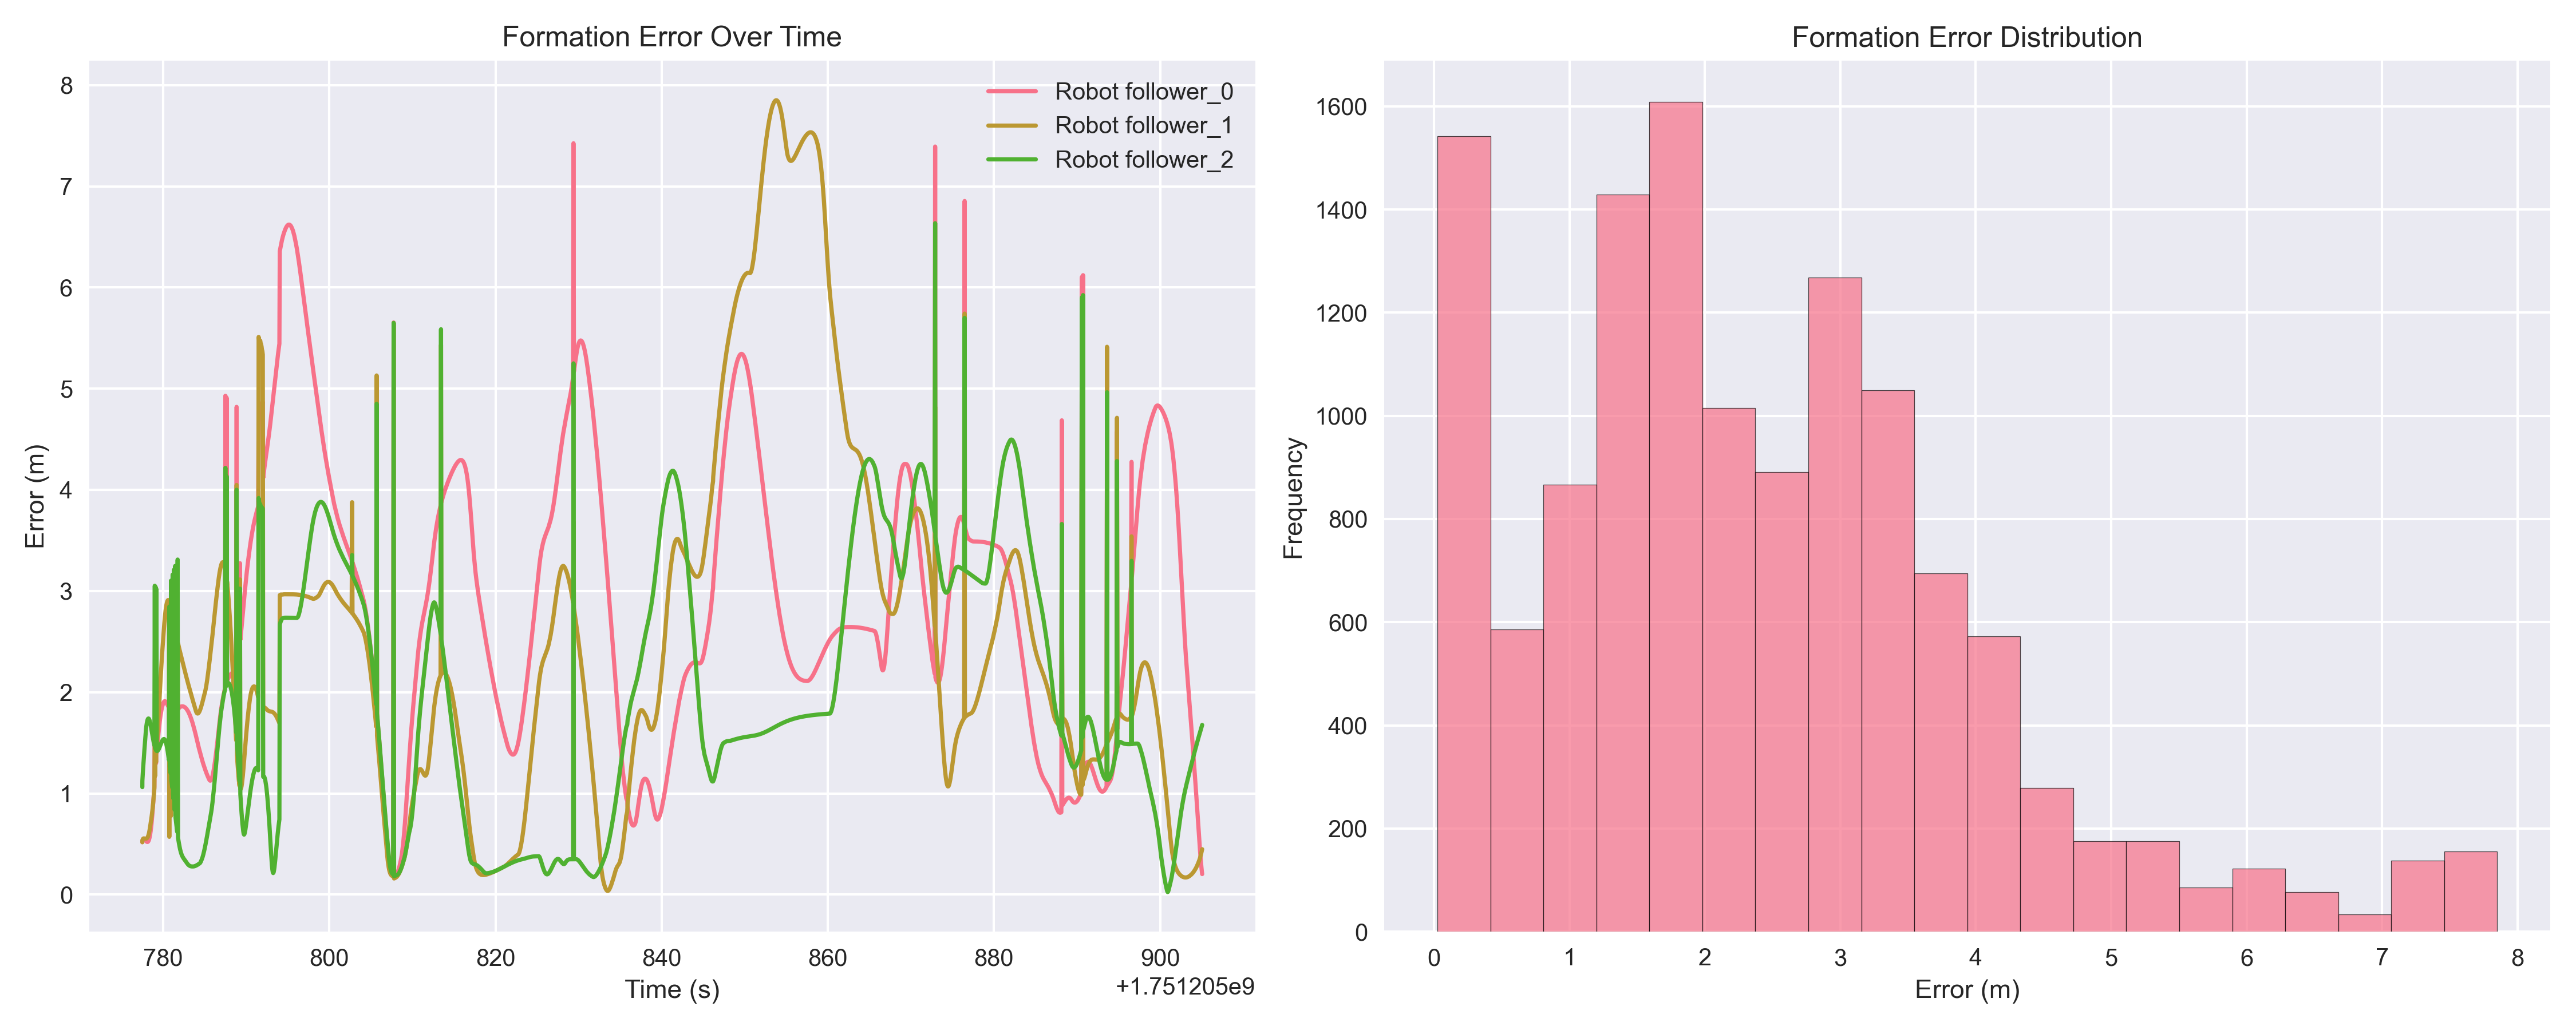 Formation Error Over Time
Error (m)
8
7
6
5
4
3
2
1
0
Robot follower_0
Robot follower_1
Robot follower_2
780 800 820 840 860 880 900
Time (s)
+1.751205e9
Formation Error Distribution
Frequency
1600
1400
1200
1000
800
600
400
200
0
0 1 2 3 4 5 6 7 8
Error (m)